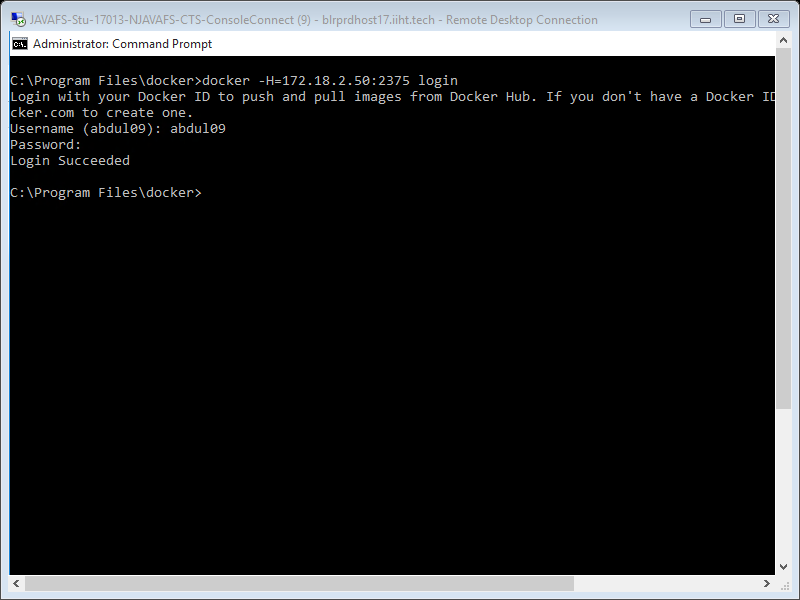 JAVAFS-Stu-17013-NJAVAFS-CTS-ConsoleConnect (9) - blrprdhost17.iiht.tech - Remote Desktop Connection
Administrator: Command Prompt
C:\Program Files\docker>docker -H=172.18.2.50:2375 login
Login with your Docker ID to push and pull images from Docker Hub. If you don't have a Docker ID
cker.com to create one.
Username (abdul09): abdul09
Password:
Login Succeeded
C:\Program Files\docker>